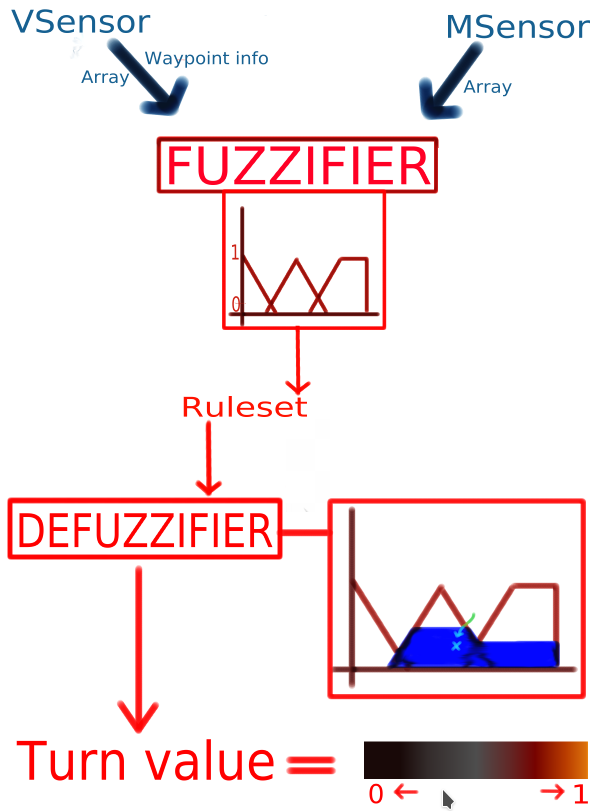 VSensor
MSensor
Waypoint info
Array
Array
FUZZIFIER
1
0
Ruleset
DEFUZZIFIER
x
Turn value =
0 ← → 1